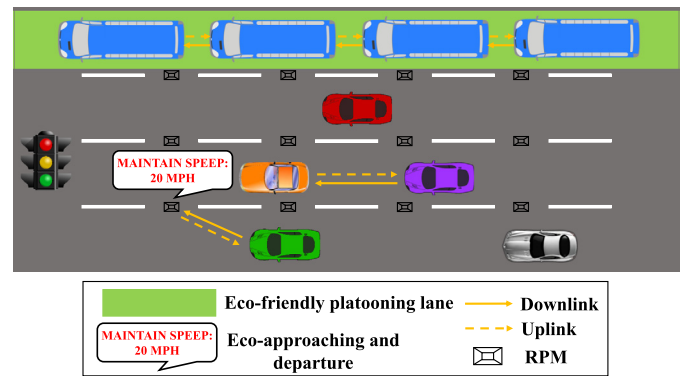 MAINTAIN SPEEP:
20 MPH
Eco-friendly platooning lane
MAINTAIN SPEEP:
20 MPH
Eco-approaching and
departure
Downlink
Uplink
RPM